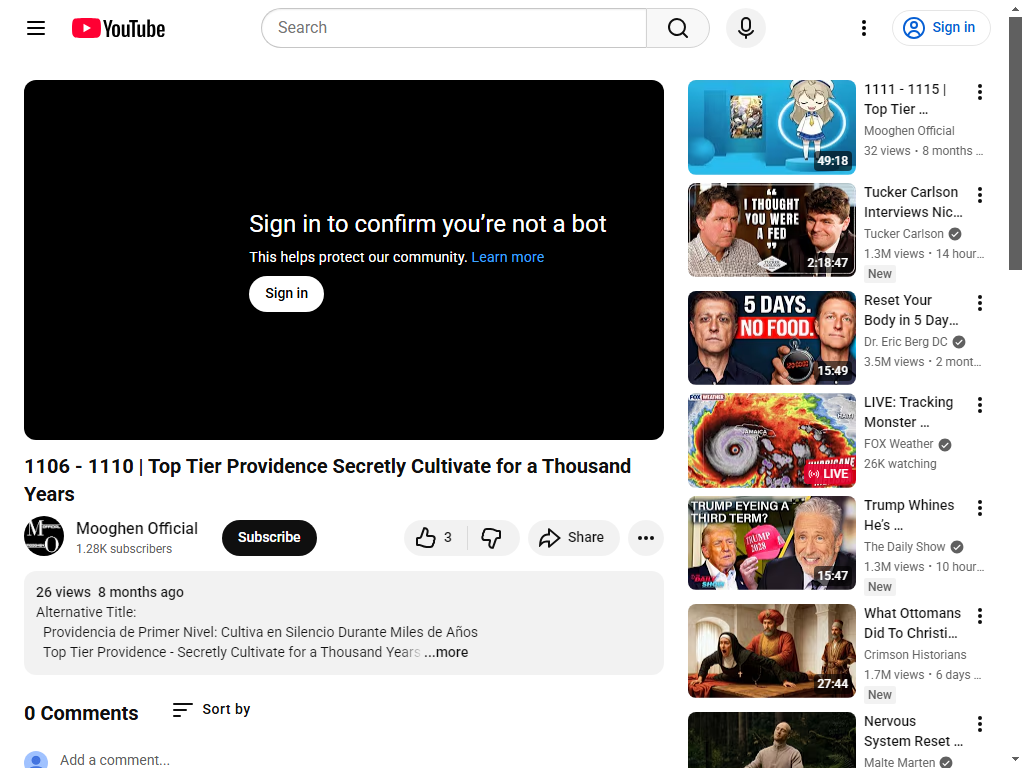 YouTube
Search
Sign in
Sign in to confirm you’re not a bot
This helps protect our community. Learn more
Sign in
1106 - 1110 | Top Tier Providence Secretly Cultivate for a Thousand
Years
Mooghen Official
1.28K subscribers
Subscribe
3
Share
26 views 8 months ago
Alternative Title:
Providencia de Primer Nivel: Cultiva en Silencio Durante Miles de Años
Top Tier Providence - Secretly Cultivate for a Thousand Years ...more
0 Comments
Sort by
Add a comment...
49:18
1111 - 1115 |
Top Tier ...
Mooghen Official
32 views • 8 months ...
“
I THOUGHT
YOU WERE
A FED
”
2:18:47
Tucker Carlson
Interviews Nic...
Tucker Carlson
1.3M views • 14 hour...
New
5 DAYS.
NO FOOD.
15:49
Reset Your
Body in 5 Day...
Dr. Eric Berg DC
3.5M views • 2 mont...
FOX WEATHER
HAITI
JAMAICA
HURRICANE
LIVE
LIVE: Tracking
Monster ...
FOX Weather
26K watching
TRUMP EYEING A
THIRD TERM?
TRUMP
2028
THE DAILY
SHOW
15:47
Trump Whines
He’s ...
The Daily Show
1.3M views • 10 hour...
New
27:44
What Ottomans
Did To Christi...
Crimson Historians
1.7M views • 6 days ...
New
Nervous
System Reset ...
Malte Marten